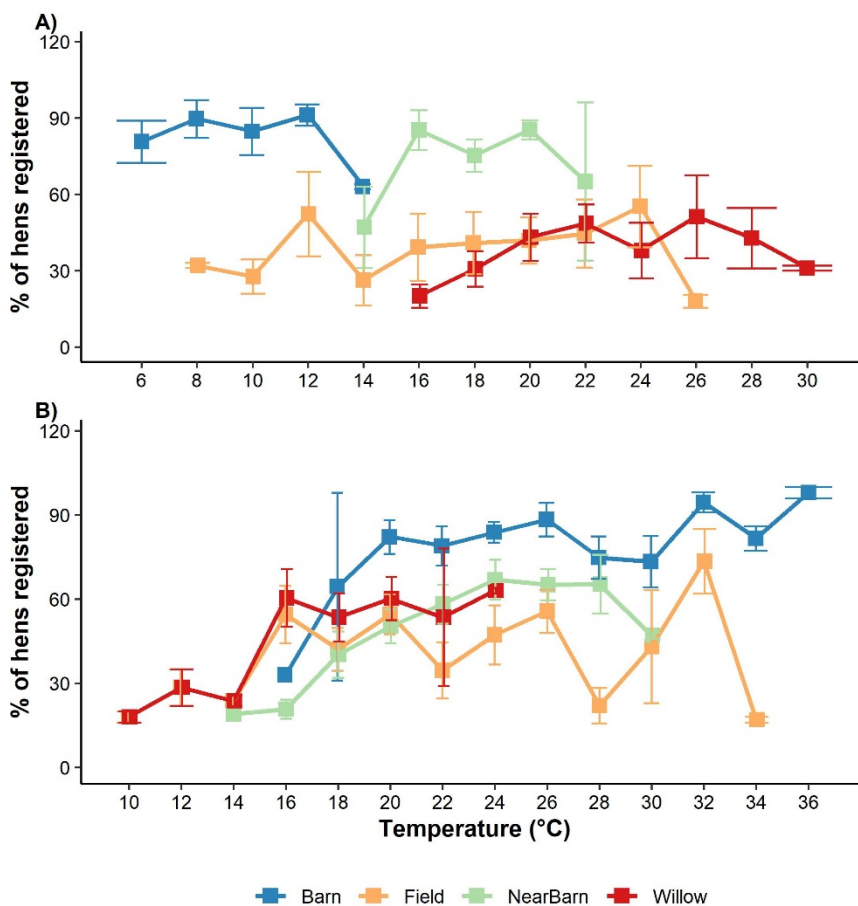 A)
% of hens registered
120
90
60
30
0
6 8 10 12 14 16 18 20 22 24 26 28 30
B)
% of hens registered
120
90
60
30
0
10 12 14 16 18 20 22 24 26 28 30 32 34 36
Temperature (°C)
Barn Field NearBarn Willow